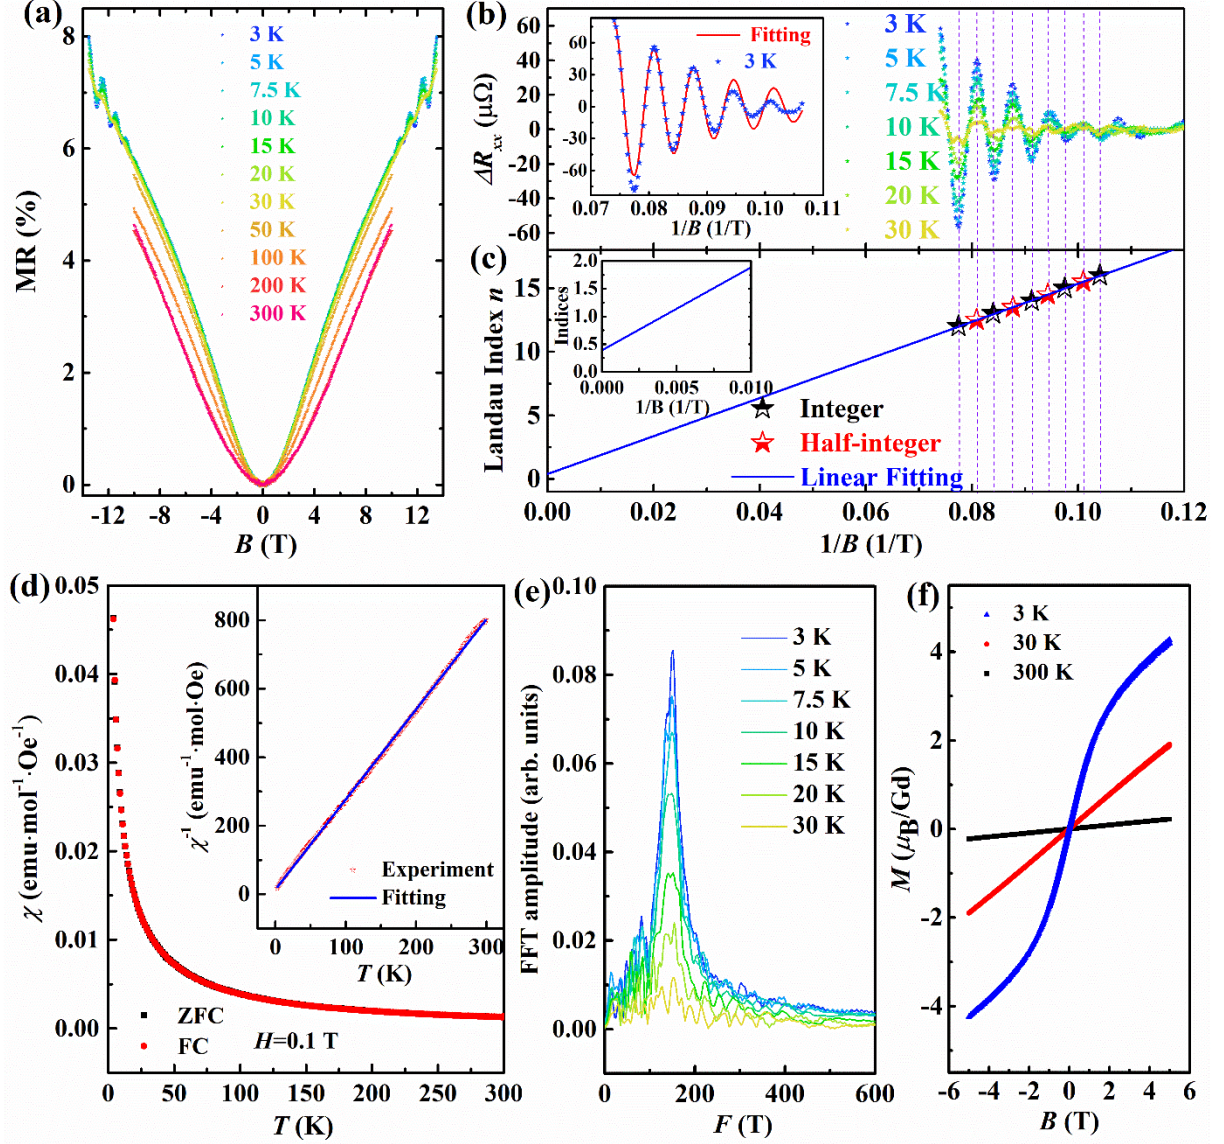 (a)
8
6
4
2
0
MR (%)
3 K
5 K
7.5 K
10 K
15 K
20 K
30 K
50 K
100 K
200 K
300 K
-12 -8 -4 0 4 8 12
B (T)
(b)
60
40
20
0
-20
-40
-60
ΔRxx (μΩ)
60
30
0
-30
-60
Fitting
3 K
0.07 0.08 0.09 0.10 0.11
1/B (1/T)
3 K
5 K
7.5 K
10 K
15 K
20 K
30 K
(c)
15
10
5
0
Landau Index n
2.0
1.5
1.0
0.5
0.0
Indices
0.000 0.005 0.010
1/B (1/T)
Integer
Half-integer
Linear Fitting
0.00 0.02 0.04 0.06 0.08 0.10 0.12
1/B (1/T)
(d)
0.05
0.04
0.03
0.02
0.01
0.00
χ (emu·mol⁻¹·Oe⁻¹)
800
600
400
200
0
χ⁻¹ (emu⁻¹·mol·Oe)
Experiment
Fitting
0 100 200 300
T (K)
ZFC
FC
H=0.1 T
0 50 100 150 200 250 300
T (K)
(e)
0.10
0.08
0.06
0.04
0.02
0.00
FFT amplitude (arb. units)
3 K
5 K
7.5 K
10 K
15 K
20 K
30 K
0 200 400 600
F (T)
(f)
3 K
30 K
300 K
4
2
0
-2
-4
M (μB/Gd)
-6 -4 -2 0 2 4 6
B (T)